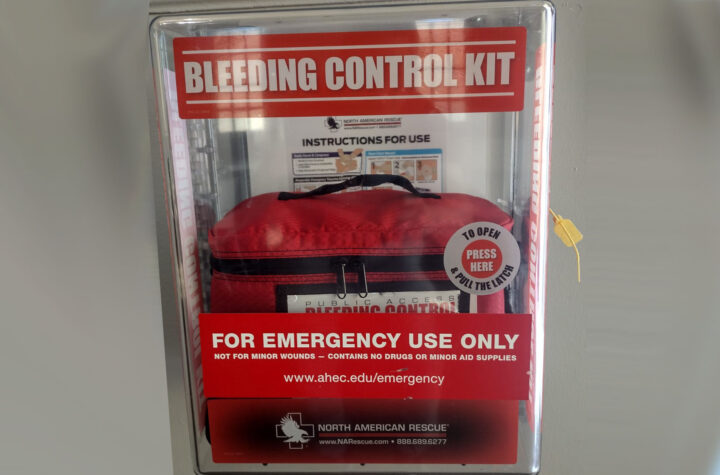 BLEEDING CONTROL KIT
NORTH AMERICAN RESCUE
INSTRUCTIONS FOR USE
TO OPEN
PRESS
HERE
& PULL THE LATCH
PUBLIC ACCESS
BLEEDING CONTROL
FOR EMERGENCY USE ONLY
NOT FOR MINOR WOUNDS — CONTAINS NO DRUGS OR MINOR AID SUPPLIES
www.ahec.edu/emergency
NORTH AMERICAN RESCUE®
www.NARescue.com • 888.689.6277